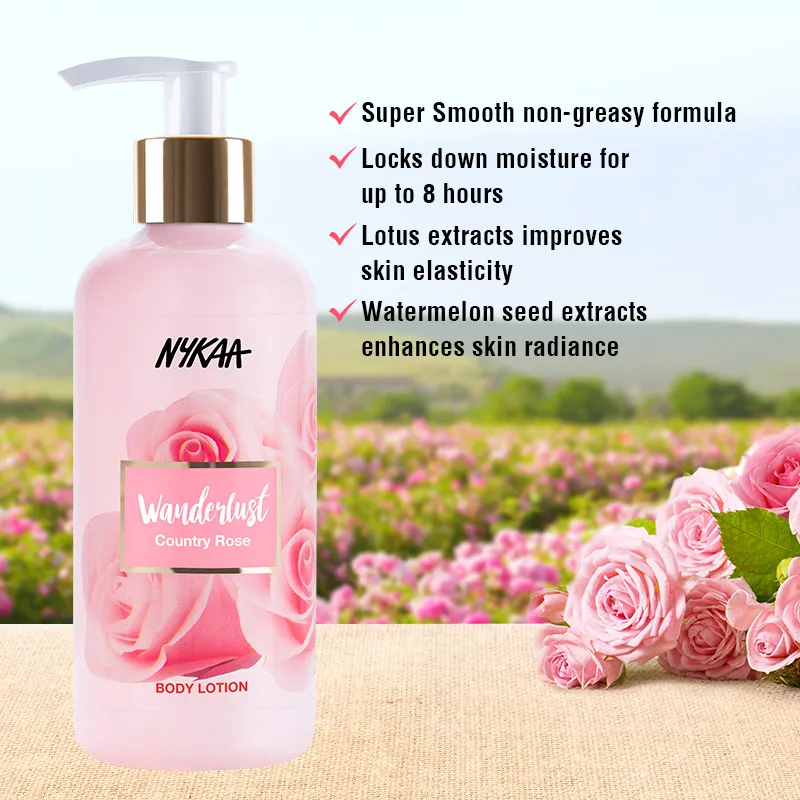 NYKAA
Wanderlust
Country Rose
BODY LOTION
Super Smooth non-greasy formula
Locks down moisture for
up to 8 hours
Lotus extracts improves
skin elasticity
Watermelon seed extracts
enhances skin radiance